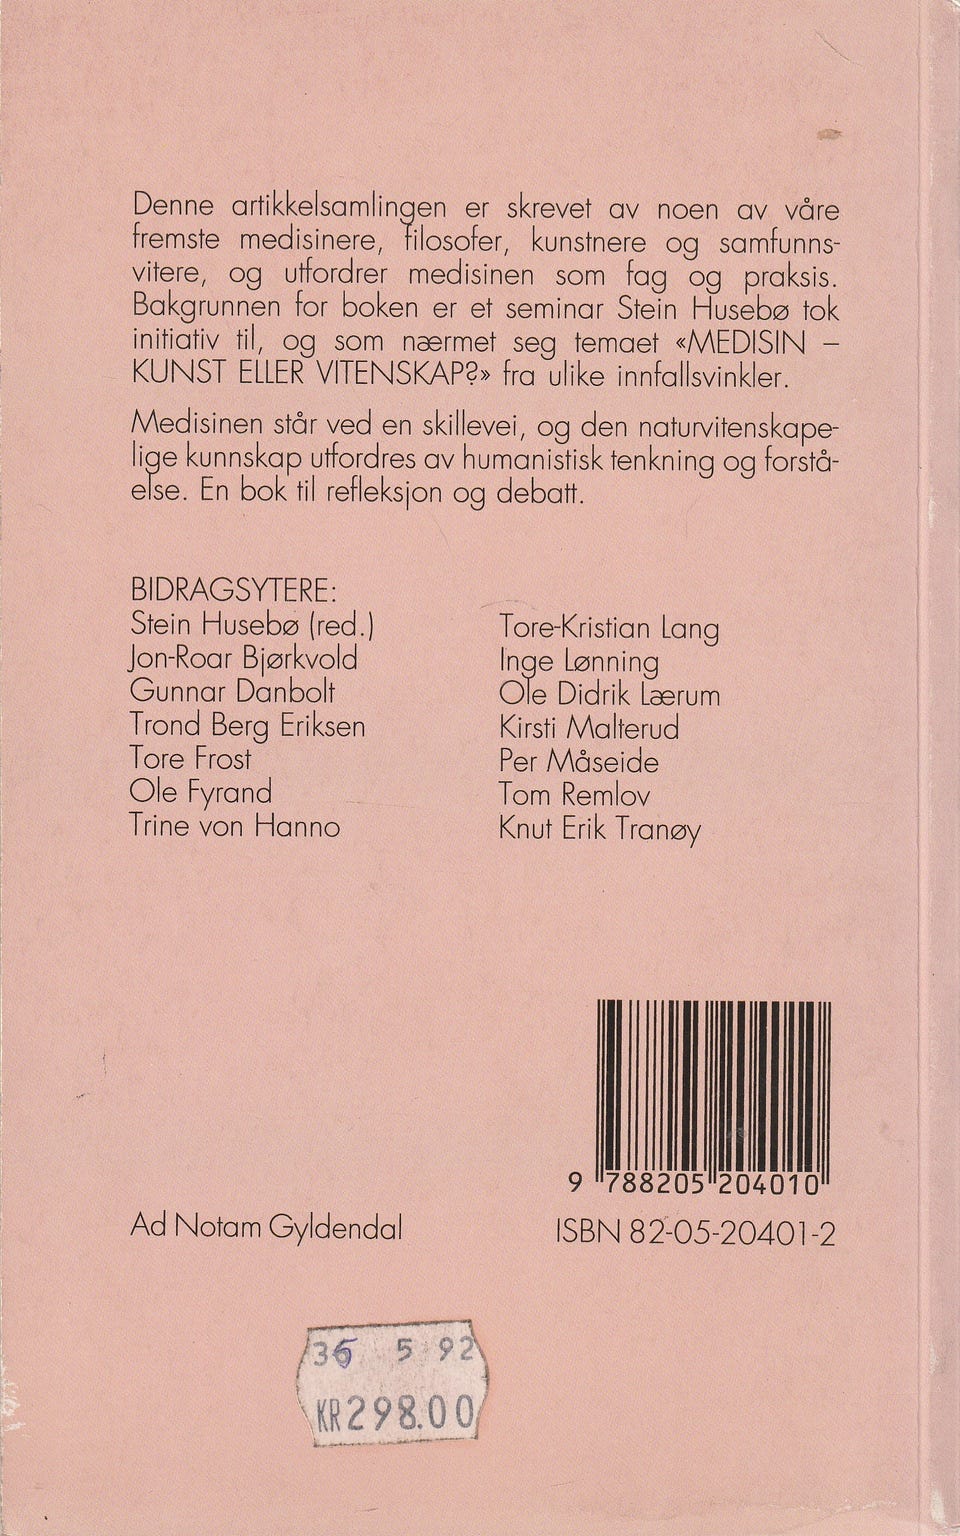 Denne artikkelsamlingen er skrevet av noen av våre
fremste medisinere, filosofer, kunstnere og samfunns-
vitere, og utfordrer medisinen som fag og praksis.
Bakgrunnen for boken er et seminar Stein Husebø tok
initiativ til, og som nærmet seg temaet «MEDISIN –
KUNST ELLER VITENSKAP?» fra ulike innfallsvinkler.
Medisinen står ved en skillevei, og den naturvitenskape-
lige kunnskap utfordres av humanistisk tenkning og forstå-
else. En bok til refleksjon og debatt.
BIDRAGSYTERE:
Stein Husebø (red.)
Jon-Roar Bjørkvold
Gunnar Danbolt
Trond Berg Eriksen
Tore Frost
Ole Fyrand
Trine von Hanno
Tore-Kristian Lang
Inge Lønning
Ole Didrik Lærum
Kirsti Malterud
Per Måseide
Tom Remlov
Knut Erik Tranøy
9 788205 204010
Ad Notam Gyldendal
ISBN 82-05-20401-2
36 5 92
KR298.00